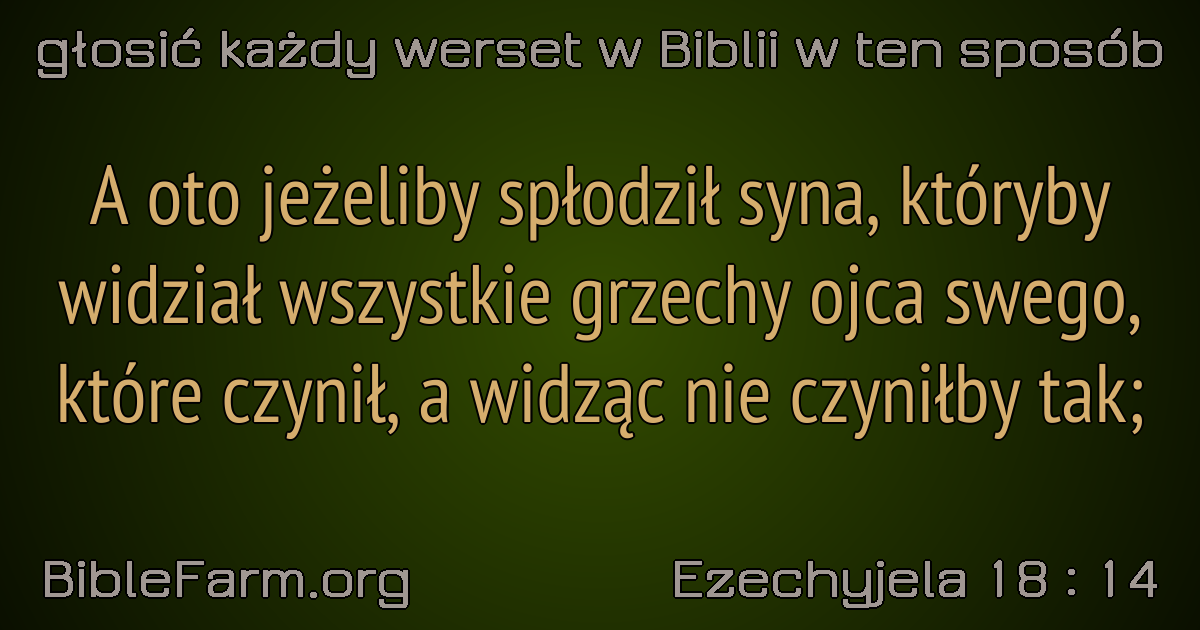 głosić każdy werset w Biblii w ten sposób
A oto jeżeliby spłodził syna, któryby
widział wszystkie grzechy ojca swego,
które czynił, a widząc nie czyniłby tak;
BibleFarm.org
Ezechyjela 18 : 14